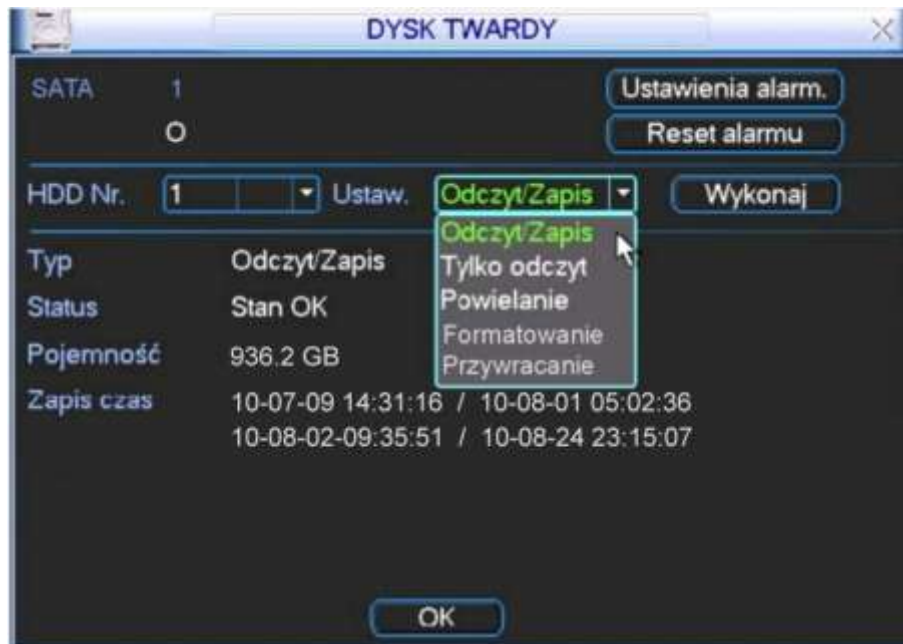 DYSK TWARDY
SATA 1 Ustawienia alarm.
O Reset alarmu
HDD Nr. 1 Ustaw. Odczyt/Zapis Wykonaj
Odczyt/Zapis
Typ Odczyt/Zapis Tylko odczyt
Status Stan OK Powielanie
Formatowanie
Pojemność 936.2 GB Przywracanie
Zapis czas 10-07-09 14:31:16 / 10-08-01 05:02:36
10-08-02-09:35:51 / 10-08-24 23:15:07
OK